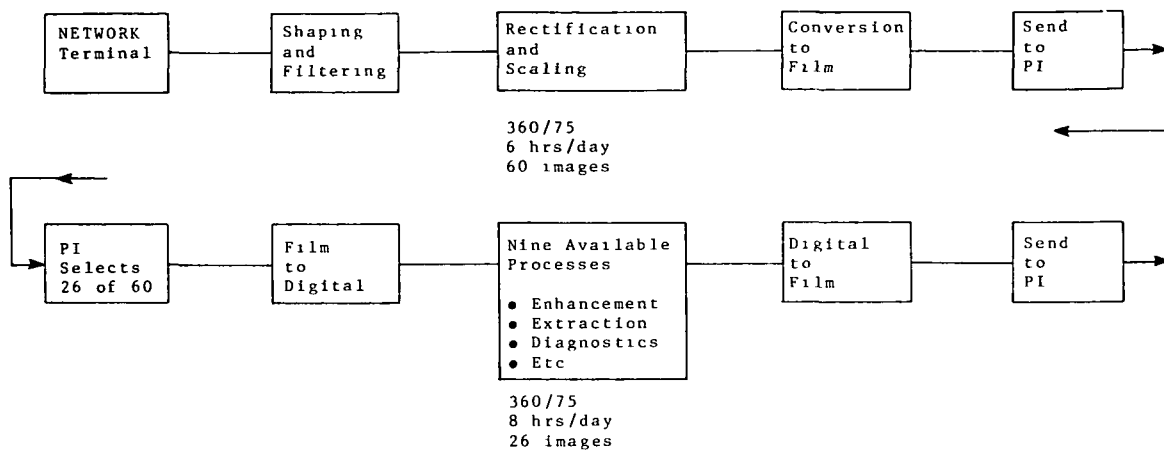 NETWORK
Terminal
Shaping
and
Filtering
Rectification
and
Scaling
Conversion
to
Film
Send
to
PI
360/75
6 hrs/day
60 images
PI
Selects
26 of 60
Film
to
Digital
Nine Available
Processes
● Enhancement
● Extraction
● Diagnostics
● Etc
Digital
to
Film
Send
to
PI
360/75
8 hrs/day
26 images